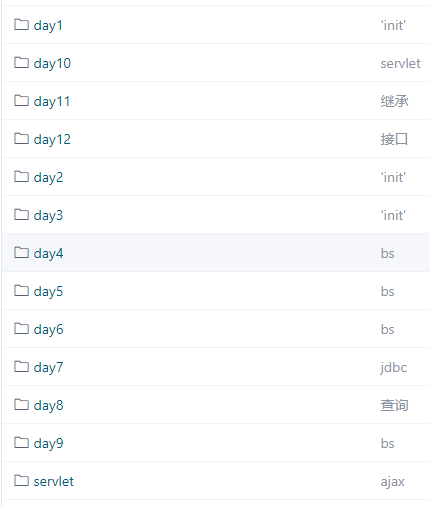 day1 'init'
day10 servlet
day11 继承
day12 接口
day2 'init'
day3 'init'
day4 bs
day5 bs
day6 bs
day7 jdbc
day8 查询
day9 bs
servlet ajax